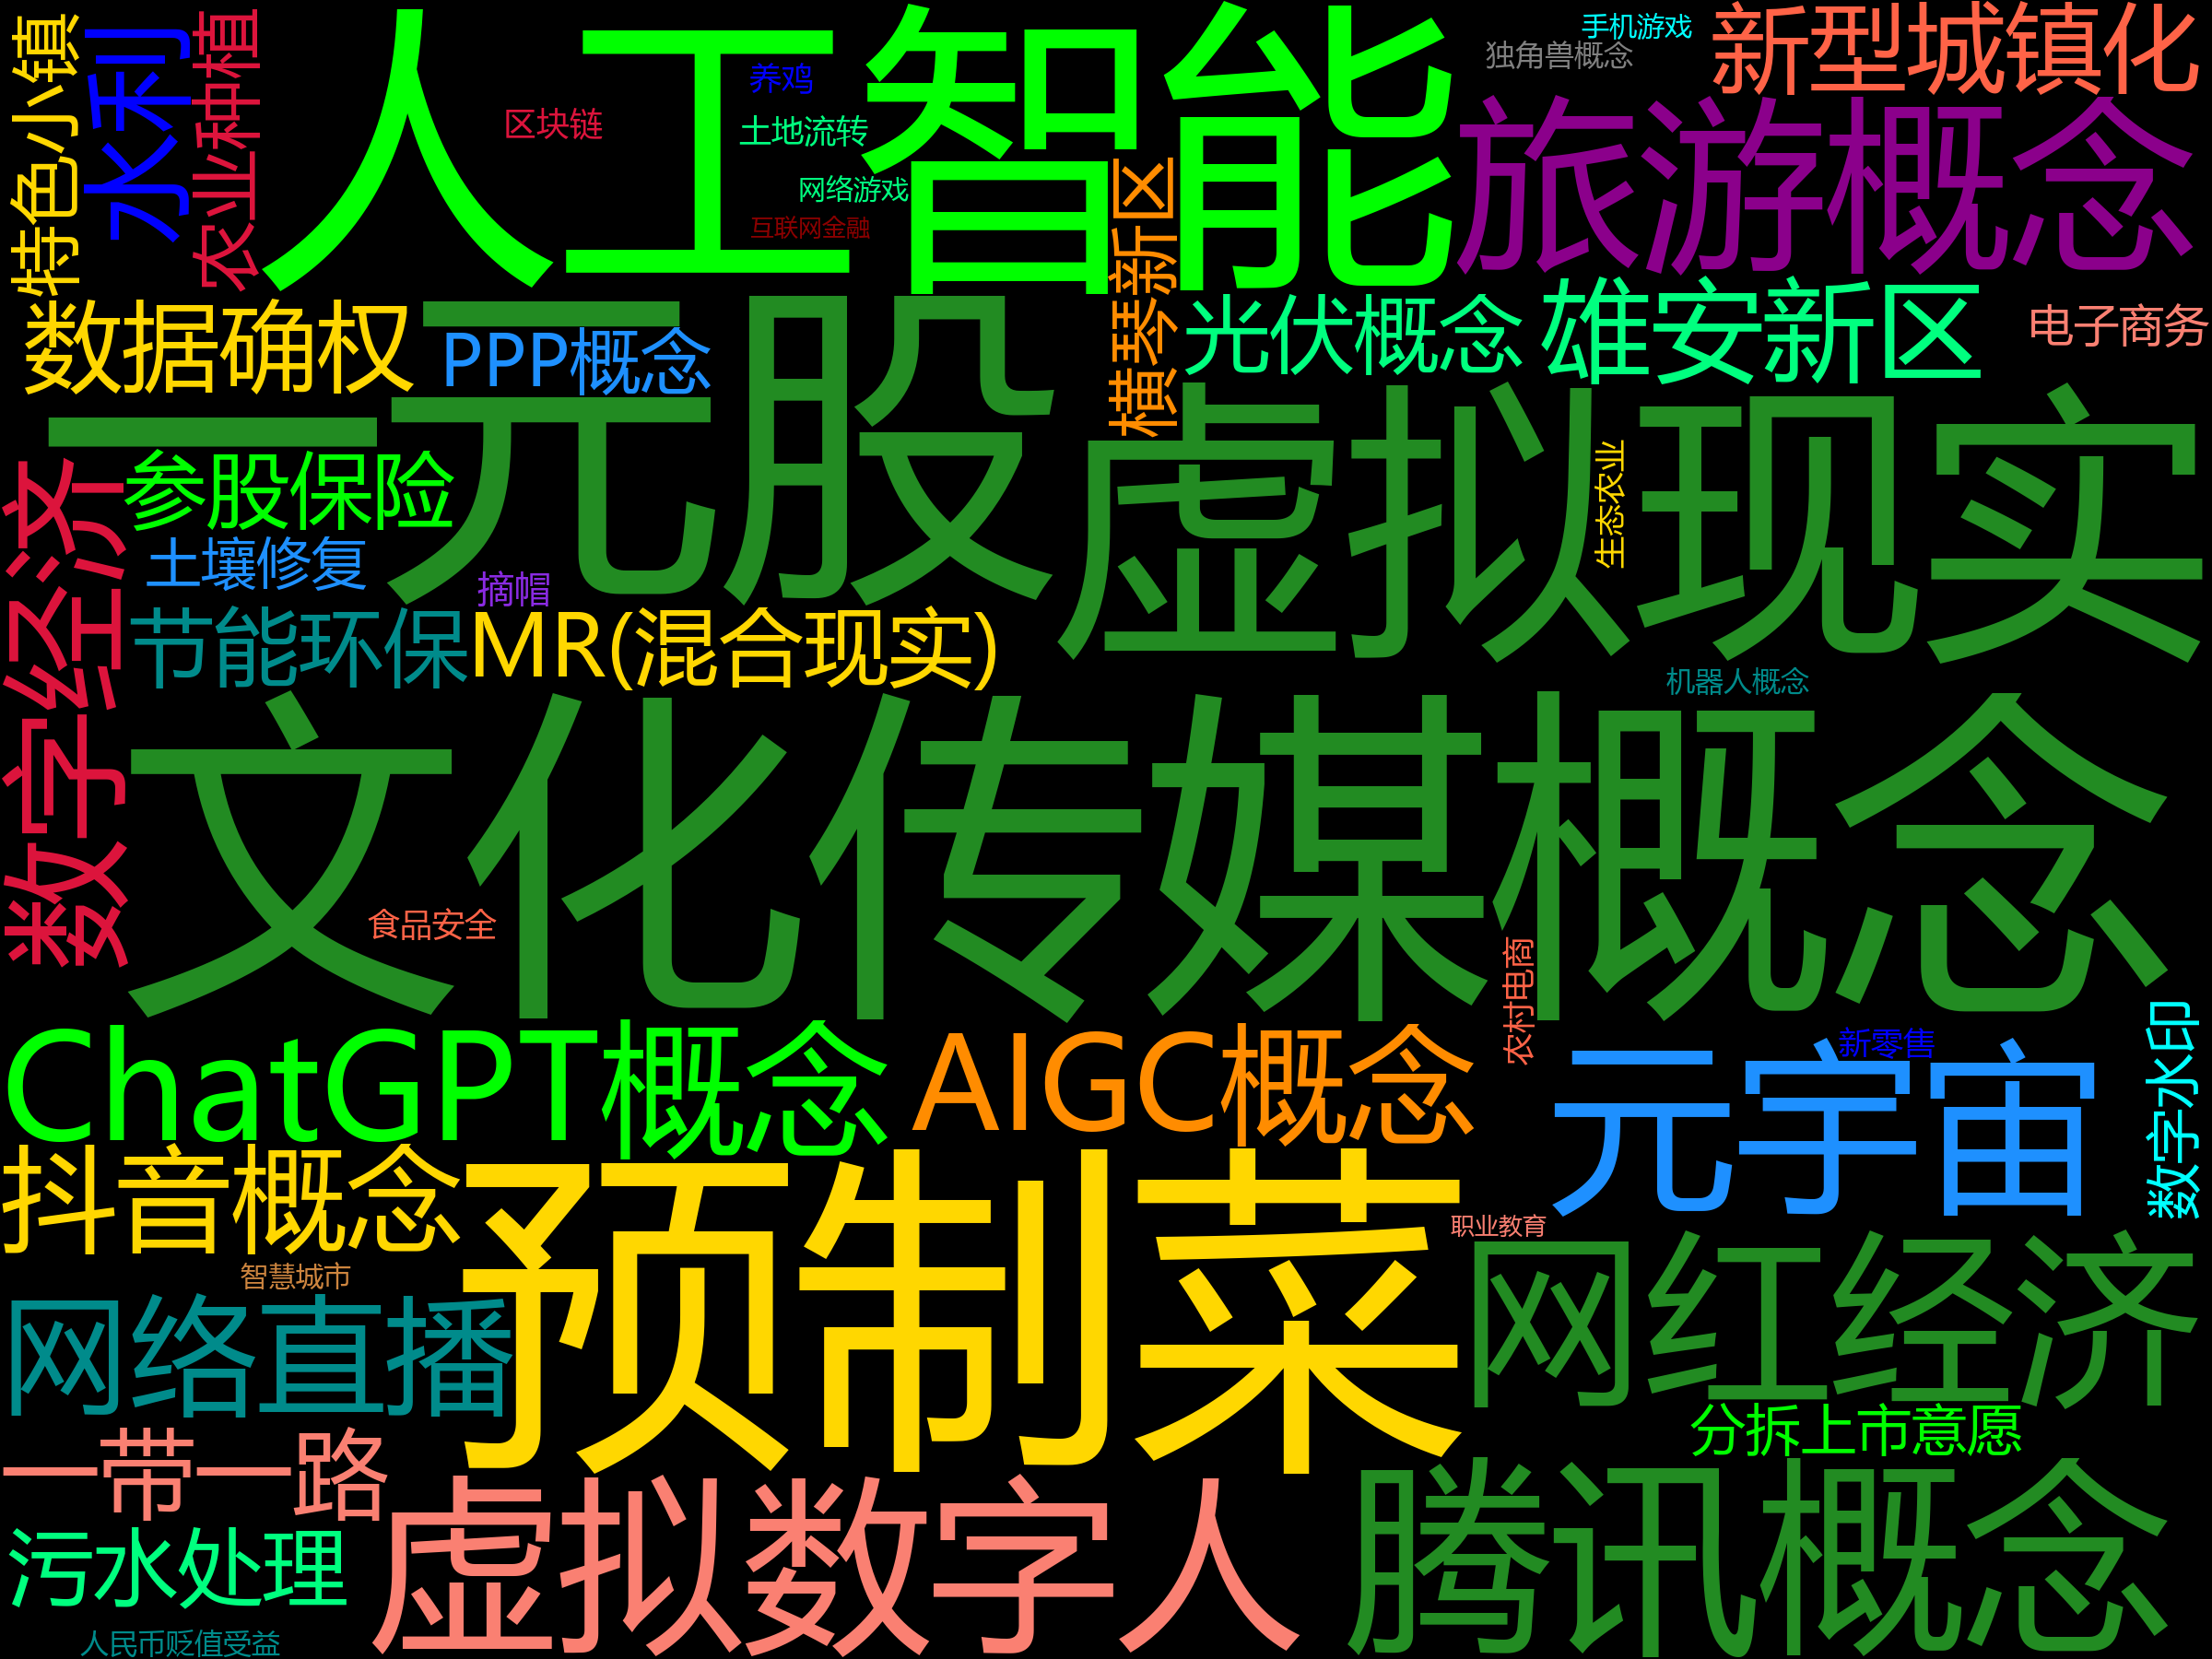 特色小镇
水利
农业种植
人工智能
养鸡
区块链
土地流转
网络游戏
互联网金融
手机游戏
独角兽概念
新型城镇化
旅游概念
横琴新区
数据确权
PPP概念
光伏概念
雄安新区
电子商务
一元股
虚拟现实
生态农业
参股保险
数字经济
土壤修复
摘帽
节能环保
MR(混合现实)
机器人概念
文化传媒概念
食品安全
农村电商
ChatGPT概念
AIGC概念
新零售
元宇宙
数字水印
抖音概念
预制菜
职业教育
智慧城市
网络直播
网红经济
分拆上市意愿
一带一路
虚拟数字人
腾讯概念
污水处理
人民币贬值受益